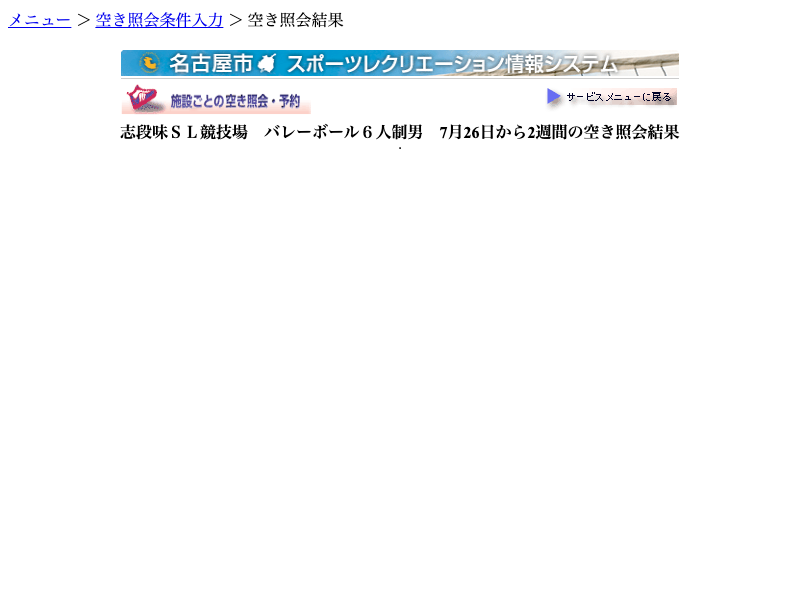 メニュー ＞ 空き照会条件入力 ＞ 空き照会結果
名古屋市 スポーツレクリエーション情報システム
施設ごとの空き照会・予約
サービスメニューに戻る
志段味ＳＬ競技場　バレーボール６人制男　7月26日から2週間の空き照会結果